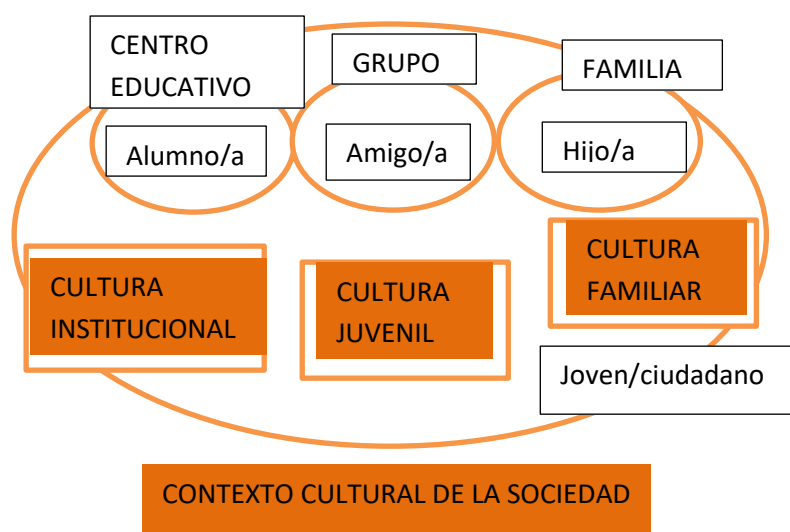 CENTRO
EDUCATIVO
GRUPO
FAMILIA
Alumno/a
Amigo/a
Hijo/a
CULTURA
INSTITUCIONAL
CULTURA
JUVENIL
CULTURA
FAMILIAR
Joven/ciudadano
CONTEXTO CULTURAL DE LA SOCIEDAD